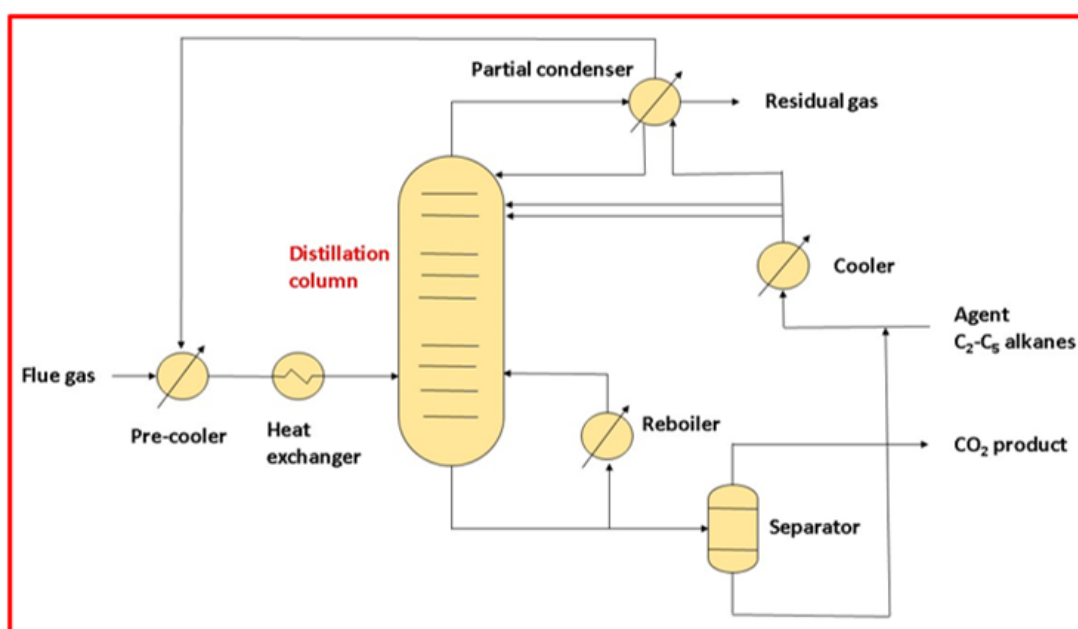 Partial condenser
Residual gas
Distillation
column
Cooler
Agent
C₂-C₅ alkanes
Flue gas
Pre-cooler
Heat
exchanger
Reboiler
CO₂ product
Separator